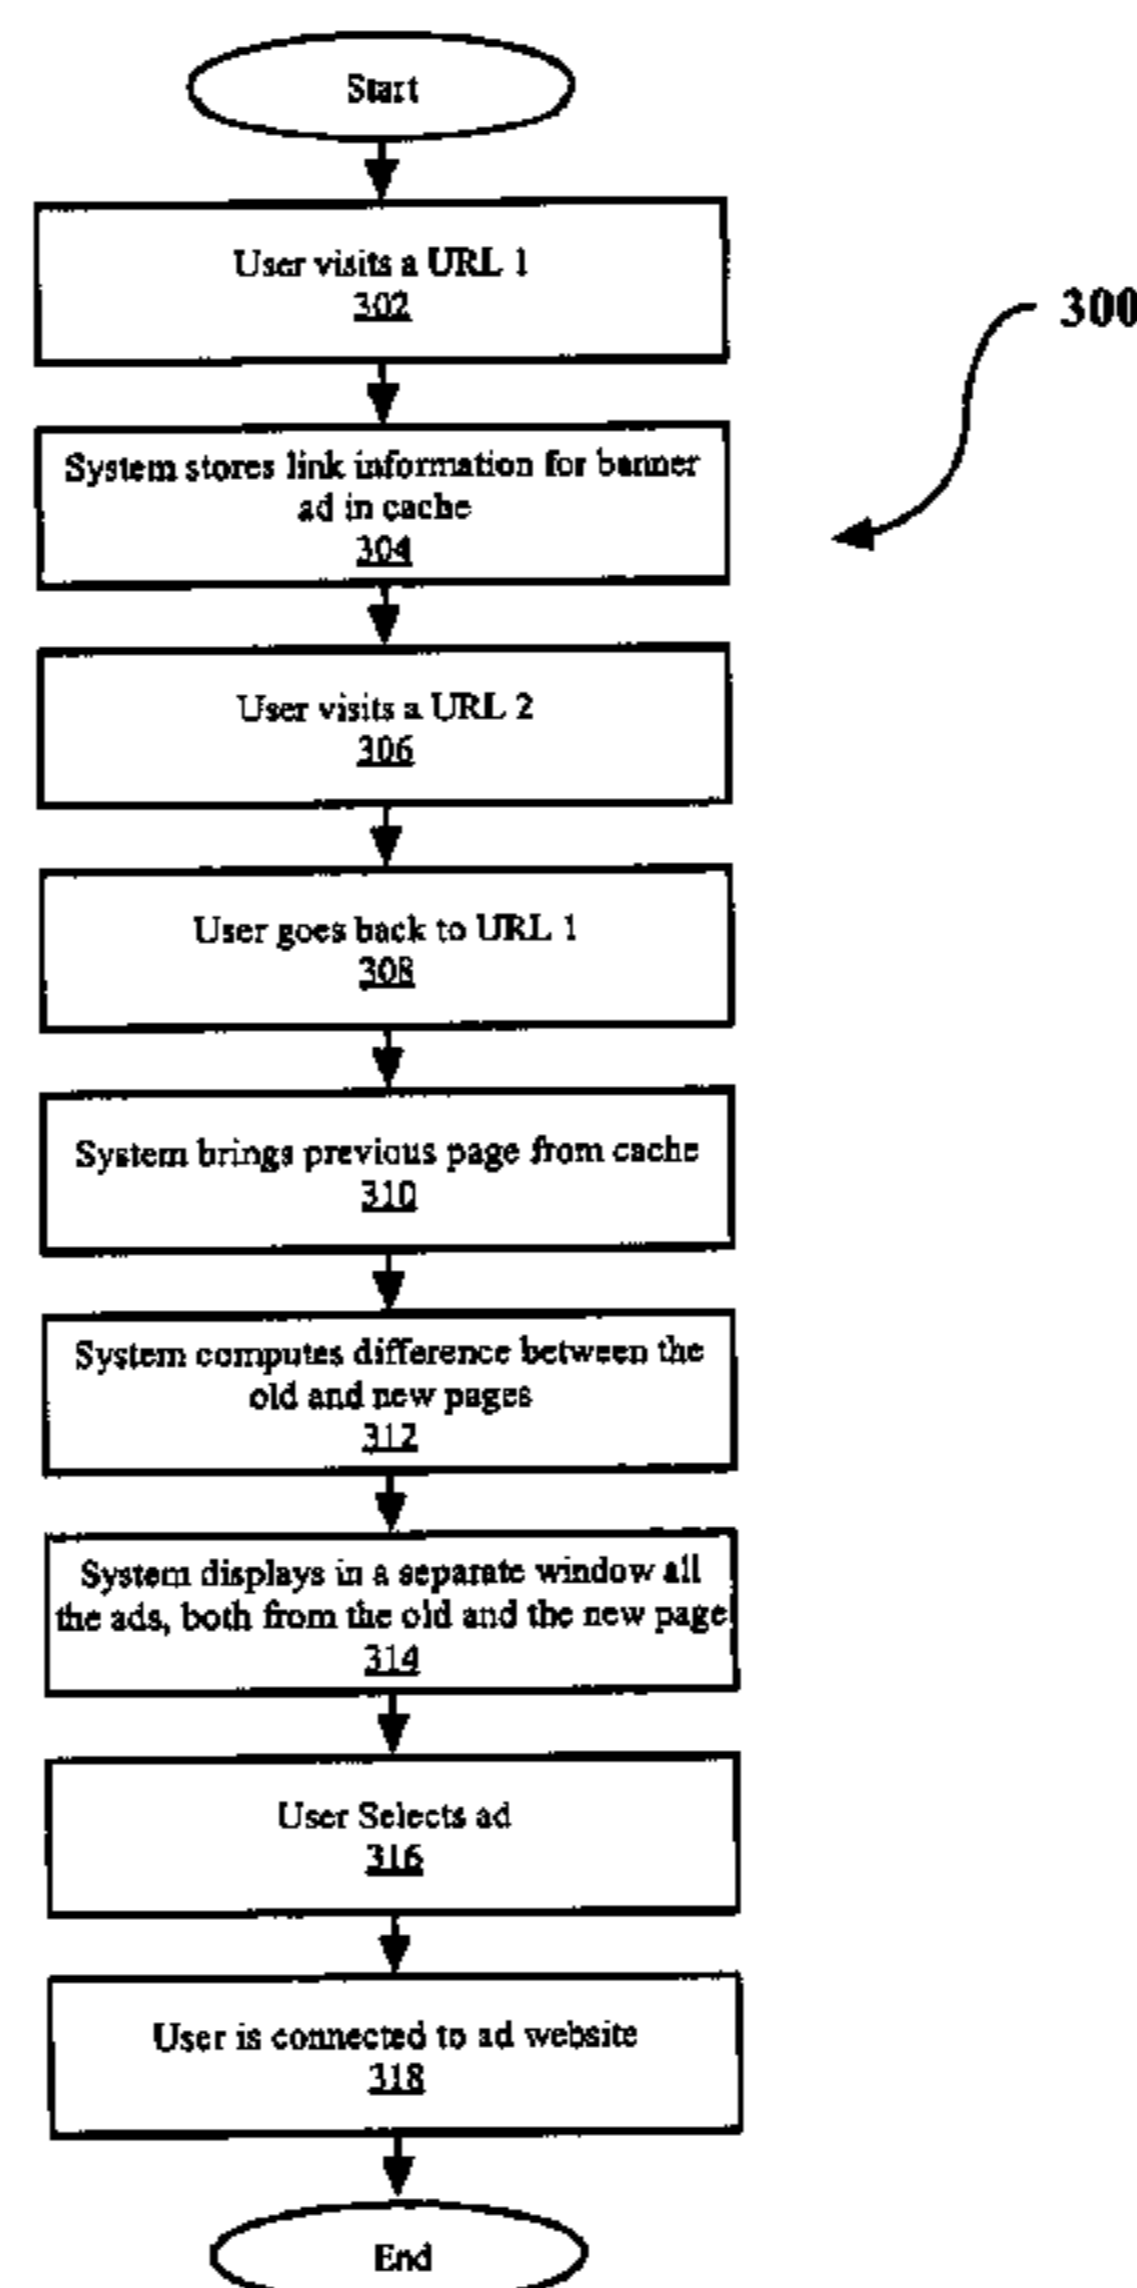 Start
User visits a URL 1
302
300
System stores link information for banner
ad in cache
304
User visits a URL 2
306
User goes back to URL 1
308
System brings previous page from cache
310
System computes difference between the
old and new pages
312
System displays in a separate window all
the ads, both from the old and the new page
314
User Selects ad
316
User is connected to ad website
318
End